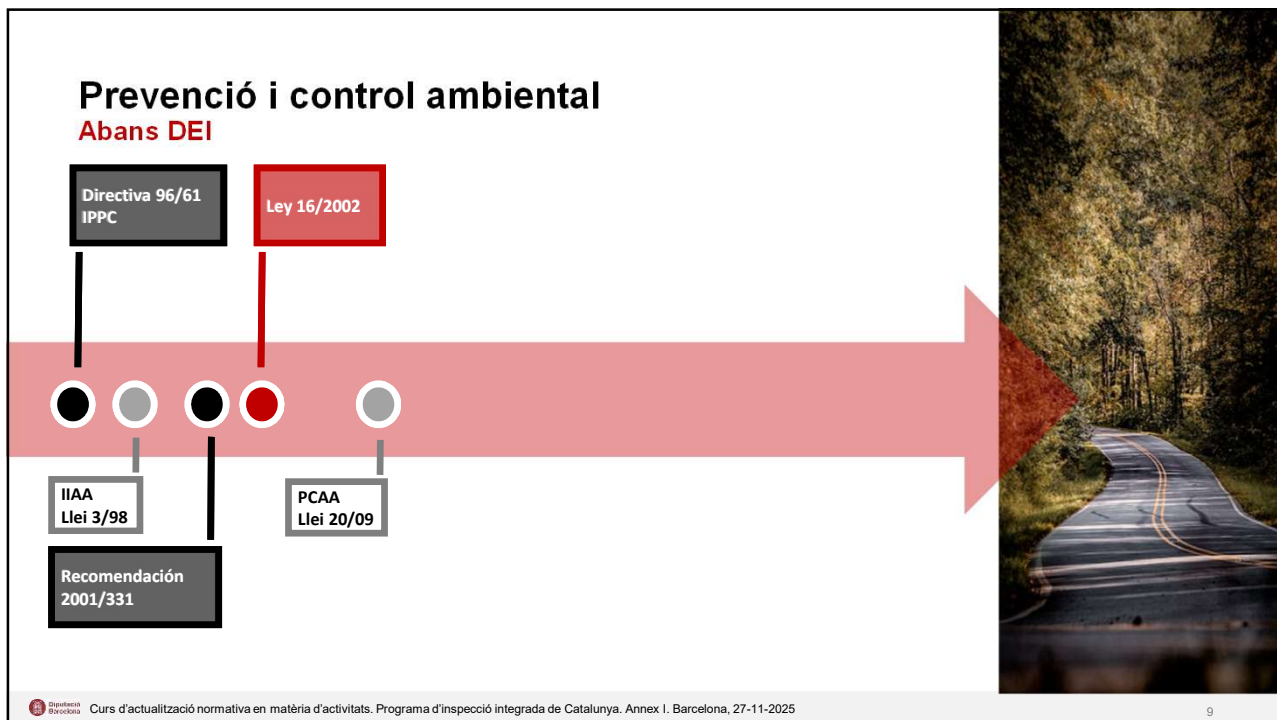 Prevenció i control ambiental
Abans DEI
Directiva 96/61
IPPC
Ley 16/2002
IIAA
Llei 3/98
PCAA
Llei 20/09
Recomendación
2001/331
Diputació
Barcelona
Curs d'actualització normativa en matèria d'activitats. Programa d'inspecció integrada de Catalunya. Annex I. Barcelona, 27-11-2025
9